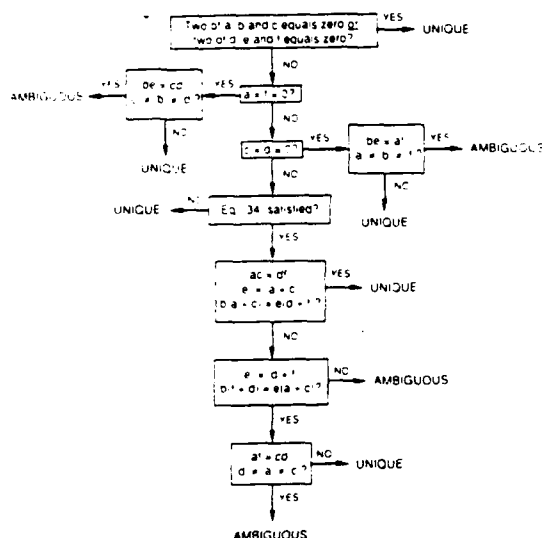 Two of a, b and c equals zero or
two of d, e and f equals zero?
YES
UNIQUE
NO
YES
be = cd
YES
a = f = 0?
AMBIGUOUS
NO
NO
UNIQUE
c = d = 0?
YES
be = af
a ≠ b ≠ f?
YES
AMBIGUOUS
NO
NO
UNIQUE
UNIQUE
NO
Eq. 34 satisfied?
YES
ac = df
YES
UNIQUE
NO
NO
AMBIGUOUS
YES
af = cd
d ≠ a ≠ c?
NO
UNIQUE
YES
AMBIGUOUS